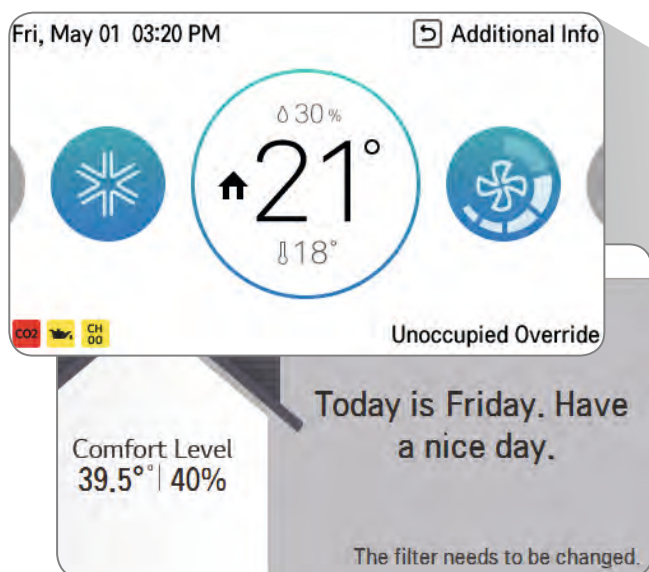 Fri, May 01 03:20 PM
Additional Info
30%
21°
18°
CO2
CH
00
Unoccupied Override
Comfort Level
39.5°° | 40%
Today is Friday. Have
a nice day.
The filter needs to be changed.